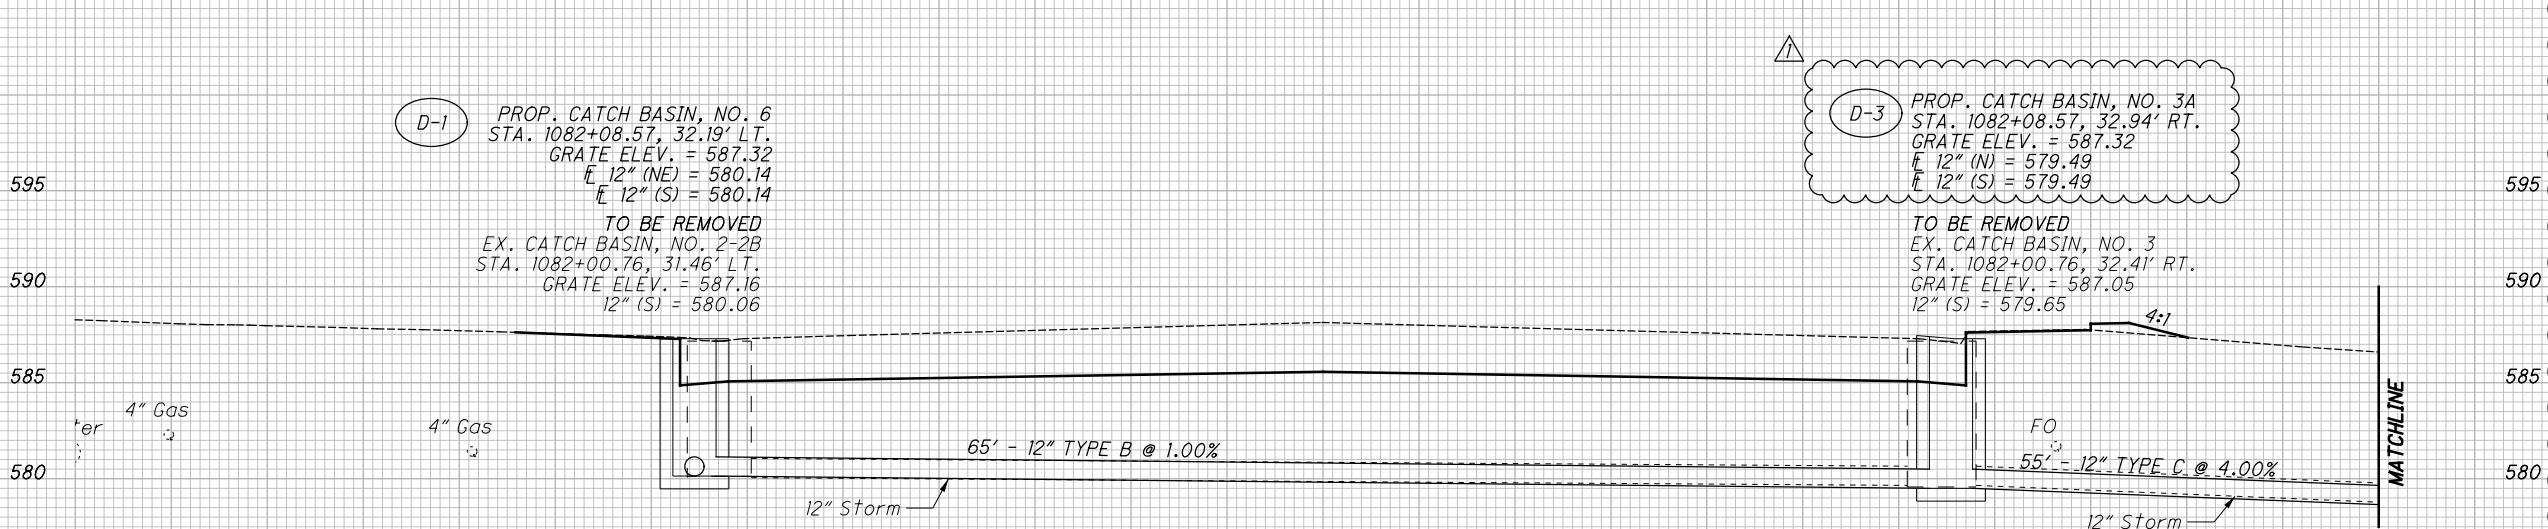 1
D-1
PROP. CATCH BASIN, NO. 6
STA. 1082+08.57, 32.19' LT.
GRATE ELEV. = 587.32
℄ 12" (NE) = 580.14
℄ 12" (S) = 580.14
TO BE REMOVED
EX. CATCH BASIN, NO. 2-2B
STA. 1082+00.76, 31.46' LT.
GRATE ELEV. = 587.16
12" (S) = 580.06
D-3
PROP. CATCH BASIN, NO. 3A
STA. 1082+08.57, 32.94' RT.
GRATE ELEV. = 587.32
℄ 12" (N) = 579.49
℄ 12" (S) = 579.49
TO BE REMOVED
EX. CATCH BASIN, NO. 3
STA. 1082+00.76, 32.41' RT.
GRATE ELEV. = 587.05
12" (S) = 579.65
595
590
585
580
595
590
585
580
4:1
4" Gas
ter
4" Gas
65' - 12" TYPE B @ 1.00%
FO
55' - 12" TYPE C @ 4.00%
12" Storm
12" Storm
MATCHLINE